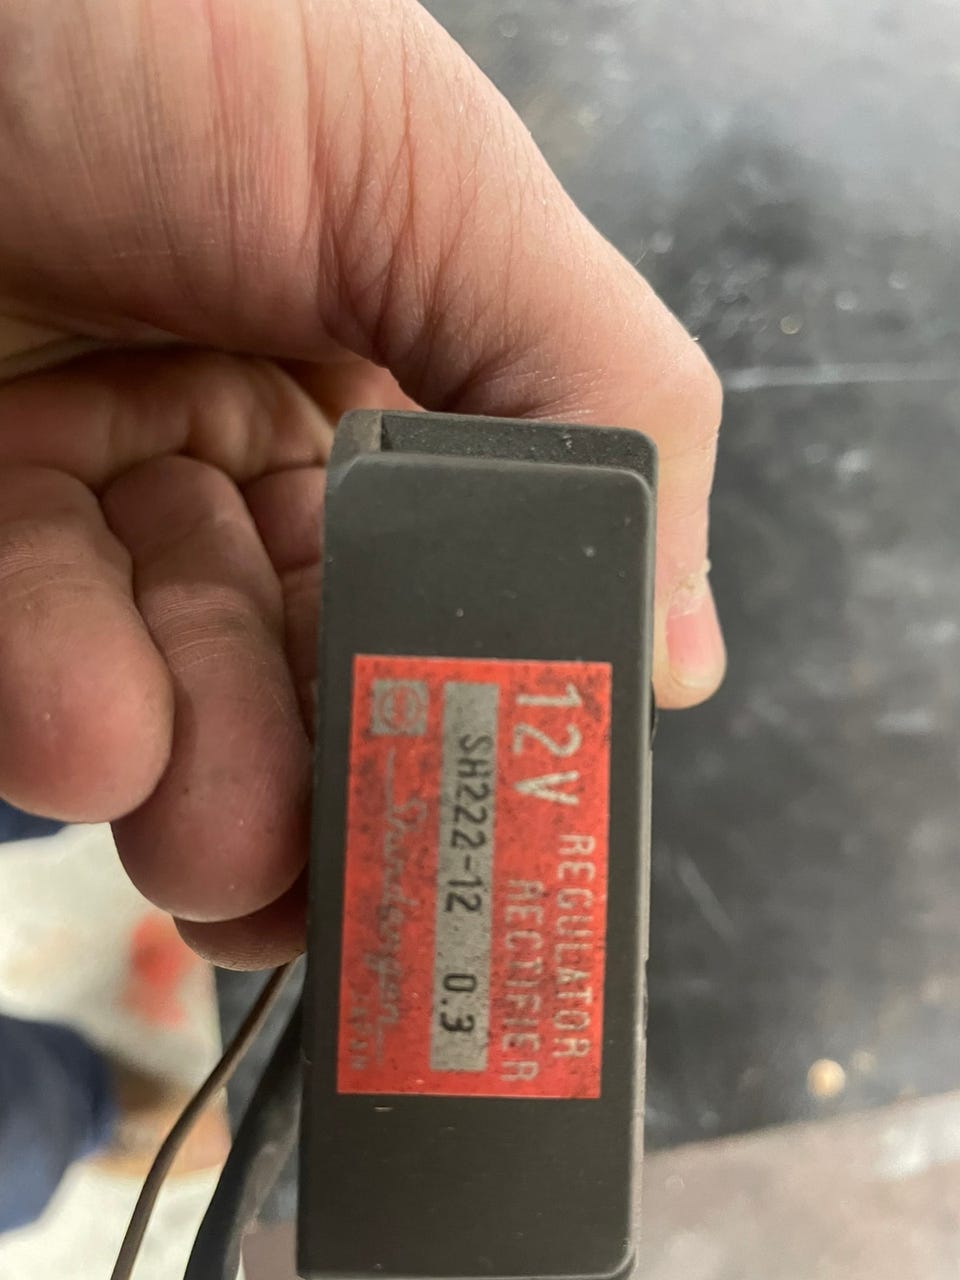 12V REGULATOR
RECTIFIER
SH222-12 0.3
Shindengen
JAPAN